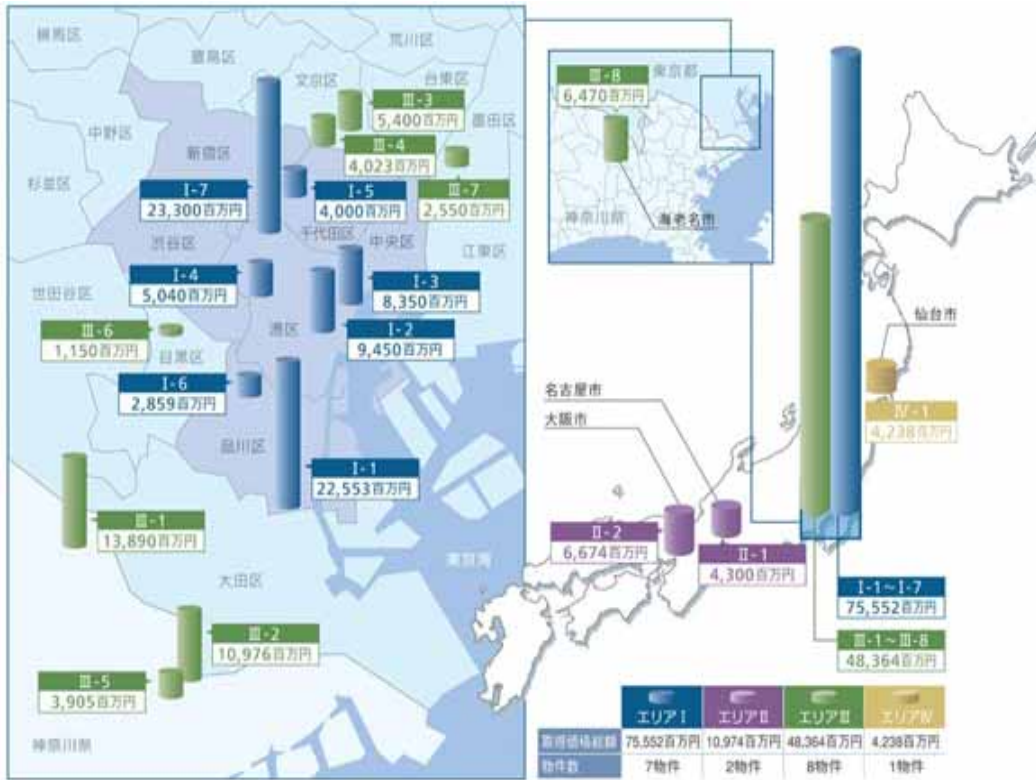 練馬区
豊島区
荒川区
文京区
台東区
墨田区
中野区
新宿区
杉並区
Ⅲ-3
5,400百万円
Ⅲ-4
4,023百万円
Ⅲ-7
2,550百万円
Ⅰ-7
23,300百万円
Ⅰ-5
4,000百万円
千代田区
中央区
江東区
渋谷区
世田谷区
Ⅰ-4
5,040百万円
Ⅰ-3
8,350百万円
Ⅰ-2
9,450百万円
港区
Ⅲ-6
1,150百万円
目黒区
Ⅰ-6
2,859百万円
品川区
Ⅰ-1
22,553百万円
Ⅲ-1
13,890百万円
大田区
東京湾
Ⅲ-2
10,976百万円
Ⅲ-5
3,905百万円
神奈川県
Ⅲ-8
6,470百万円
東京都
神奈川県
海老名市
仙台市
Ⅳ-1
4,238百万円
名古屋市
大阪市
Ⅱ-2
6,674百万円
Ⅱ-1
4,300百万円
Ⅰ-1～Ⅰ-7
75,552百万円
Ⅲ-1～Ⅲ-8
48,364百万円
エリアⅠ エリアⅡ エリアⅢ エリアⅣ
取得価格総額 75,552百万円 10,974百万円 48,364百万円 4,238百万円
物件数 7物件 2物件 8物件 1物件